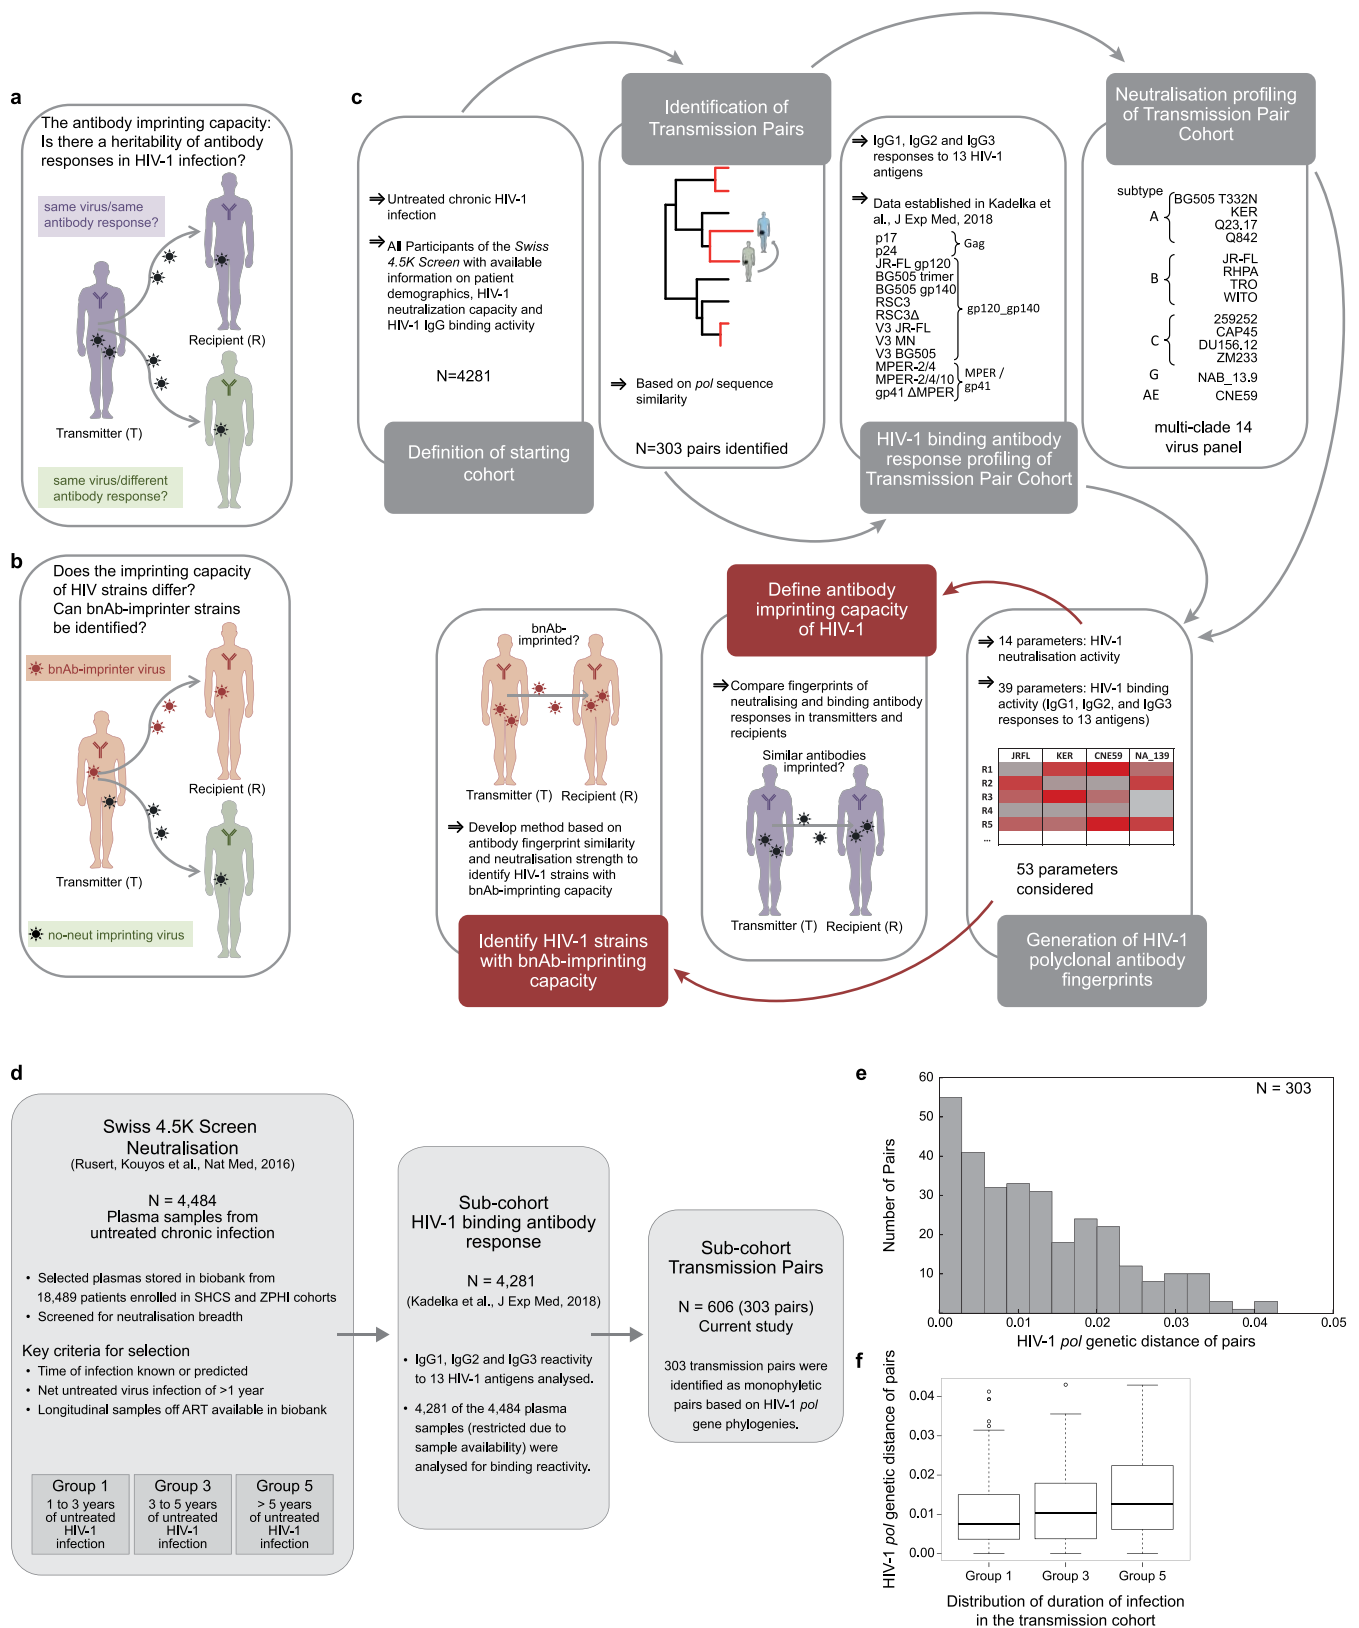 a
The antibody imprinting capacity:
Is there a heritability of antibody
responses in HIV-1 infection?
same virus/same
antibody response?
Recipient (R)
Transmitter (T)
same virus/different
antibody response?
b
Does the imprinting capacity
of HIV strains differ?
Can bnAb-imprinter strains
be identified?
bnAb-imprinter virus
Recipient (R)
Transmitter (T)
no-neut imprinting virus
c
⇒ Untreated chronic HIV-1
infection
⇒ All Participants of the Swiss
4.5K Screen with available
information on patient
demographics, HIV-1
neutralization capacity and
HIV-1 IgG binding activity
N=4281
Definition of starting
cohort
Identification of
Transmission Pairs
⇒ Based on pol sequence
similarity
N=303 pairs identified
⇒ IgG1, IgG2 and IgG3
responses to 13 HIV-1
antigens
⇒ Data established in Kadelka et
al., J Exp Med, 2018
p17
p24
Gag
JR-FL gp120
BG505 trimer
BG505 gp140
RSC3
RSC3Δ
V3 JR-FL
V3 MN
V3 BG505
gp120_gp140
MPER-2/4
MPER-2/4/10
gp41 ΔMPER
MPER /
gp41
HIV-1 binding antibody
response profiling of
Transmission Pair Cohort
Neutralisation profiling
of Transmission Pair
Cohort
subtype
A
BG505 T332N
KER
Q23.17
Q842
B
JR-FL
RHPA
TRO
WITO
C
259252
CAP45
DU156.12
ZM233
G NAB_13.9
AE CNE59
multi-clade 14
virus panel
bnAb-
imprinted?
Transmitter (T) Recipient (R)
⇒ Develop method based on
antibody fingerprint similarity
and neutralisation strength to
identify HIV-1 strains with
bnAb-imprinting capacity
Identify HIV-1 strains
with bnAb-imprinting
capacity
Define antibody
imprinting capacity
of HIV-1
⇒ Compare fingerprints of
neutralising and binding antibody
responses in transmitters and
recipients
Similar antibodies
imprinted?
Transmitter (T) Recipient (R)
⇒ 14 parameters: HIV-1
neutralisation activity
⇒ 39 parameters: HIV-1 binding
activity (IgG1, IgG2, and IgG3
responses to 13 antigens)
JRFL KER CNE59 NA_139
R1
R2
R3
R4
R5
...
53 parameters
considered
Generation of HIV-1
polyclonal antibody
fingerprints
d
Swiss 4.5K Screen
Neutralisation
(Rusert, Kouyos et al., Nat Med, 2016)
N = 4,484
Plasma samples from
untreated chronic infection
• Selected plasmas stored in biobank from
18,489 patients enrolled in SHCS and ZPHI cohorts
• Screened for neutralisation breadth
Key criteria for selection
• Time of infection known or predicted
• Net untreated virus infection of >1 year
• Longitudinal samples off ART available in biobank
Group 1
1 to 3 years
of untreated
HIV-1
infection
Group 3
3 to 5 years
of untreated
HIV-1
infection
Group 5
> 5 years
of untreated
HIV-1
infection
Sub-cohort
HIV-1 binding antibody
response
N = 4,281
(Kadelka et al., J Exp Med, 2018)
• IgG1, IgG2 and IgG3 reactivity
to 13 HIV-1 antigens analysed.
• 4,281 of the 4,484 plasma
samples (restricted due to
sample availability) were
analysed for binding reactivity.
Sub-cohort
Transmission Pairs
N = 606 (303 pairs)
Current study
303 transmission pairs were
identified as monophyletic
pairs based on HIV-1 pol
gene phylogenies.
e
N = 303
Number of Pairs
60
50
40
30
20
10
0.00 0.01 0.02 0.03 0.04 0.05
HIV-1 pol genetic distance of pairs
f
HIV-1 pol genetic distance of pairs
0.04
0.03
0.02
0.01
0.00
Group 1 Group 3 Group 5
Distribution of duration of infection
in the transmission cohort